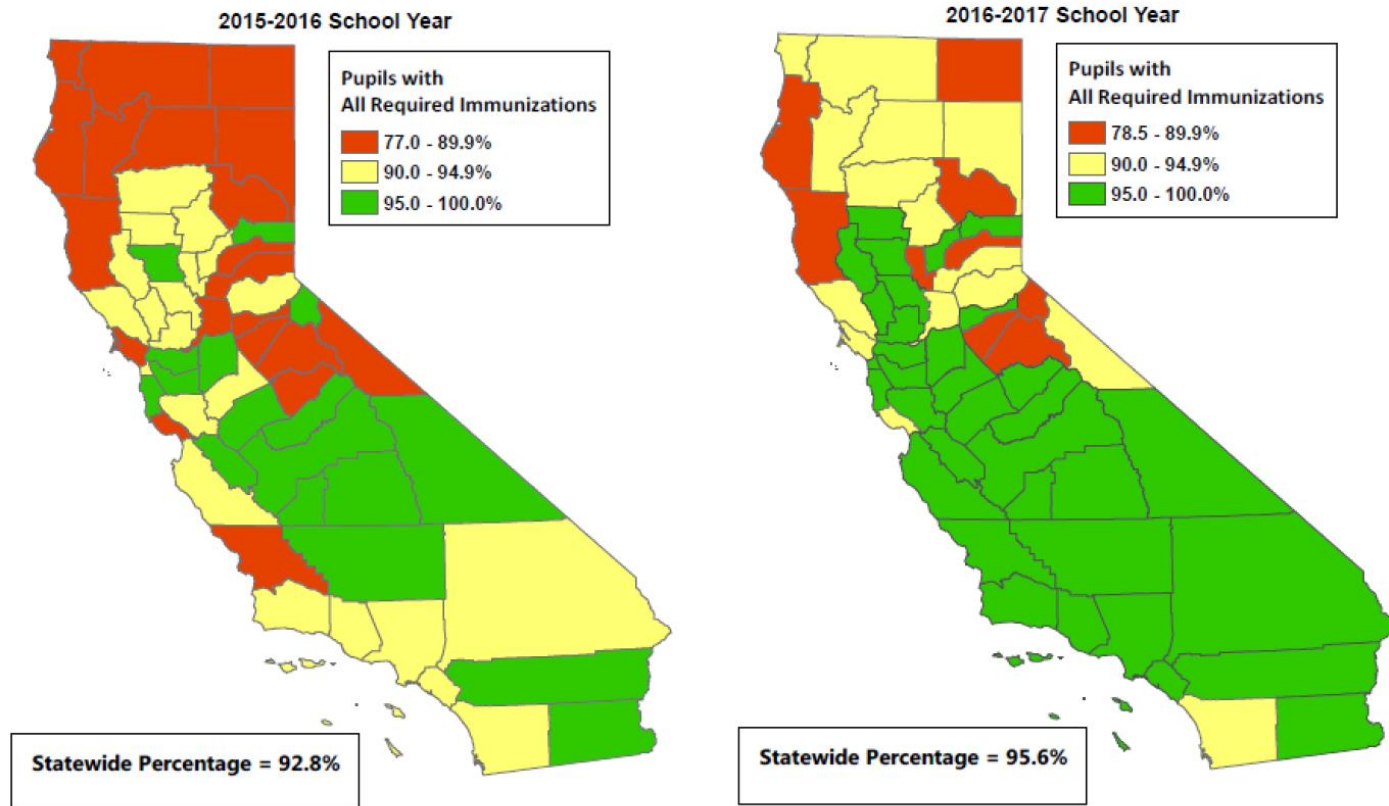 2015-2016 School Year
Pupils with
All Required Immunizations
77.0 - 89.9%
90.0 - 94.9%
95.0 - 100.0%
Statewide Percentage = 92.8%
2016-2017 School Year
Pupils with
All Required Immunizations
78.5 - 89.9%
90.0 - 94.9%
95.0 - 100.0%
Statewide Percentage = 95.6%